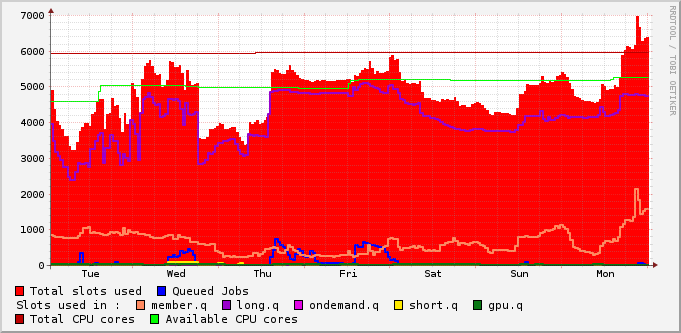 RRDTOOL / TOBI OETIKER
7000
6000
5000
4000
3000
2000
1000
0
Tue Wed Thu Fri Sat Sun Mon
Total slots used Queued Jobs
Slots used in : member.q long.q ondemand.q short.q gpu.q
Total CPU cores Available CPU cores